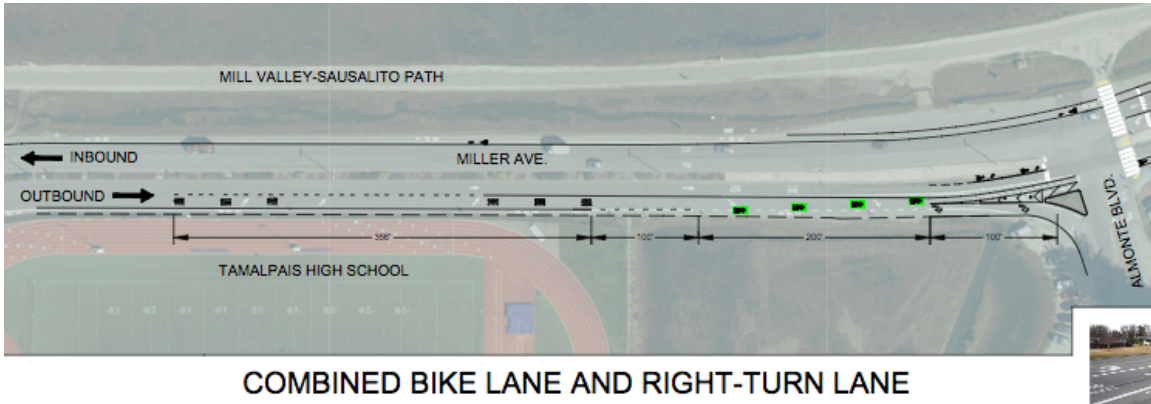 MILL VALLEY-SAUSALITO PATH
INBOUND
MILLER AVE.
OUTBOUND
ALMONTE BLVD.
356'
100'
200'
100'
TAMALPAIS HIGH SCHOOL
COMBINED BIKE LANE AND RIGHT-TURN LANE